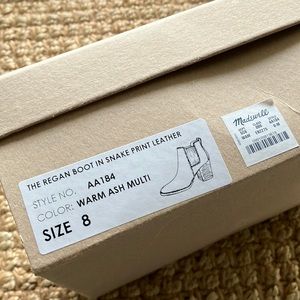 THE REGAN BOOT IN SNAKE PRINT LEATHER
STYLE NO. AA184
COLOR: WARM ASH MULTI
SIZE 8
Madewell